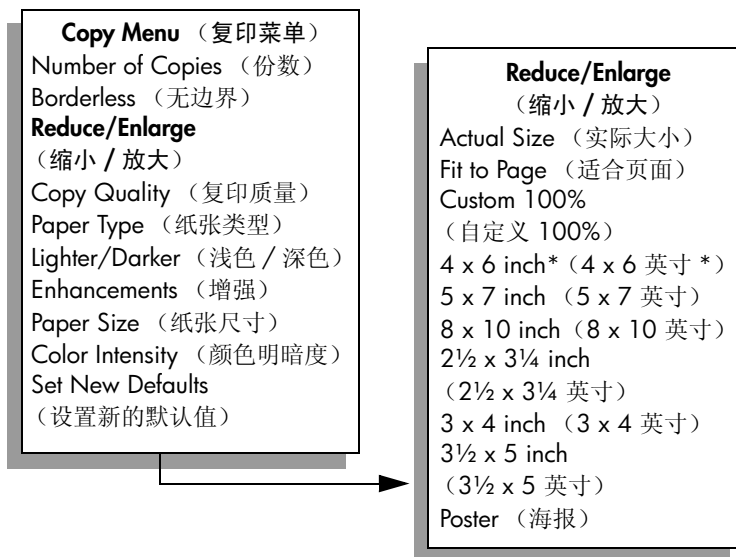 Copy Menu （复印菜单）
Number of Copies （份数）
Borderless （无边界）
Reduce/Enlarge
（缩小 / 放大）
Copy Quality （复印质量）
Paper Type （纸张类型）
Lighter/Darker （浅色 / 深色）
Enhancements （增强）
Paper Size （纸张尺寸）
Color Intensity （颜色明暗度）
Set New Defaults
（设置新的默认值）
Reduce/Enlarge
（缩小 / 放大）
Actual Size （实际大小）
Fit to Page （适合页面）
Custom 100%
（自定义 100%）
4 x 6 inch* （4 x 6 英寸 *）
5 x 7 inch （5 x 7 英寸）
8 x 10 inch （8 x 10 英寸）
2½ x 3¼ inch
（2½ x 3¼ 英寸）
3 x 4 inch （3 x 4 英寸）
3½ x 5 inch
（3½ x 5 英寸）
Poster （海报）